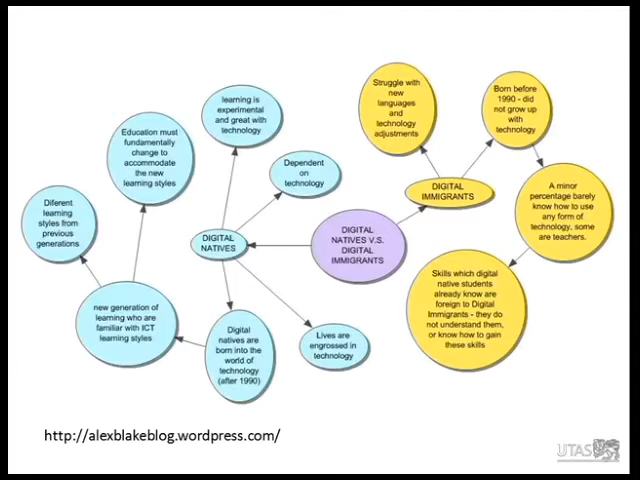 Struggle with
new
languages
and
technology
adjustments
Born before
1990 - did
not grow up
with
technology
learning is
experimental
and great with
technology
Education must
fundamentally
change to
accommodate
the new
learning styles
Dependent
on
technology
DIGITAL
IMMIGRANTS
A minor
percentage barely
know how to use
any form of
technology, some
are teachers.
Diferent
learning
styles from
previous
generations
DIGITAL
NATIVES
DIGITAL
NATIVES V.S.
DIGITAL
IMMIGRANTS
Skills which digital
native students
already know are
foreign to Digital
Immigrants - they do
not understand them,
or know how to gain
these skills
new generation of
learning who are
familiar with ICT
learning styles
Digital
natives are
born into the
world of
technology
(after 1990)
Lives are
engrossed in
technology
http://alexblakeblog.wordpress.com/
UTAS